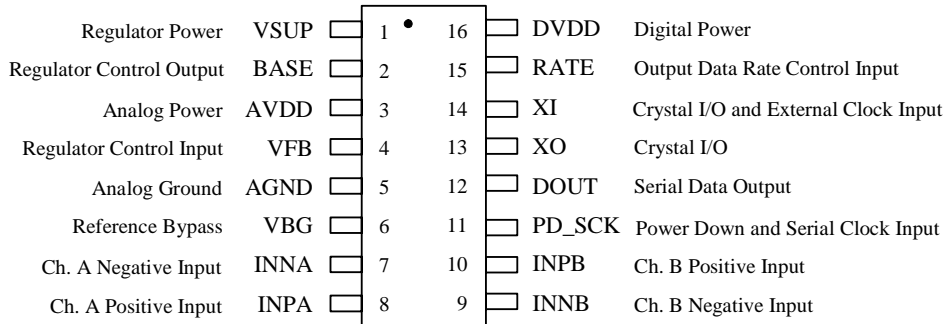 Regulator Power VSUP 1 16 DVDD Digital Power
Regulator Control Output BASE 2 15 RATE Output Data Rate Control Input
Analog Power AVDD 3 14 XI Crystal I/O and External Clock Input
Regulator Control Input VFB 4 13 XO Crystal I/O
Analog Ground AGND 5 12 DOUT Serial Data Output
Reference Bypass VBG 6 11 PD_SCK Power Down and Serial Clock Input
Ch. A Negative Input INNA 7 10 INPB Ch. B Positive Input
Ch. A Positive Input INPA 8 9 INNB Ch. B Negative Input